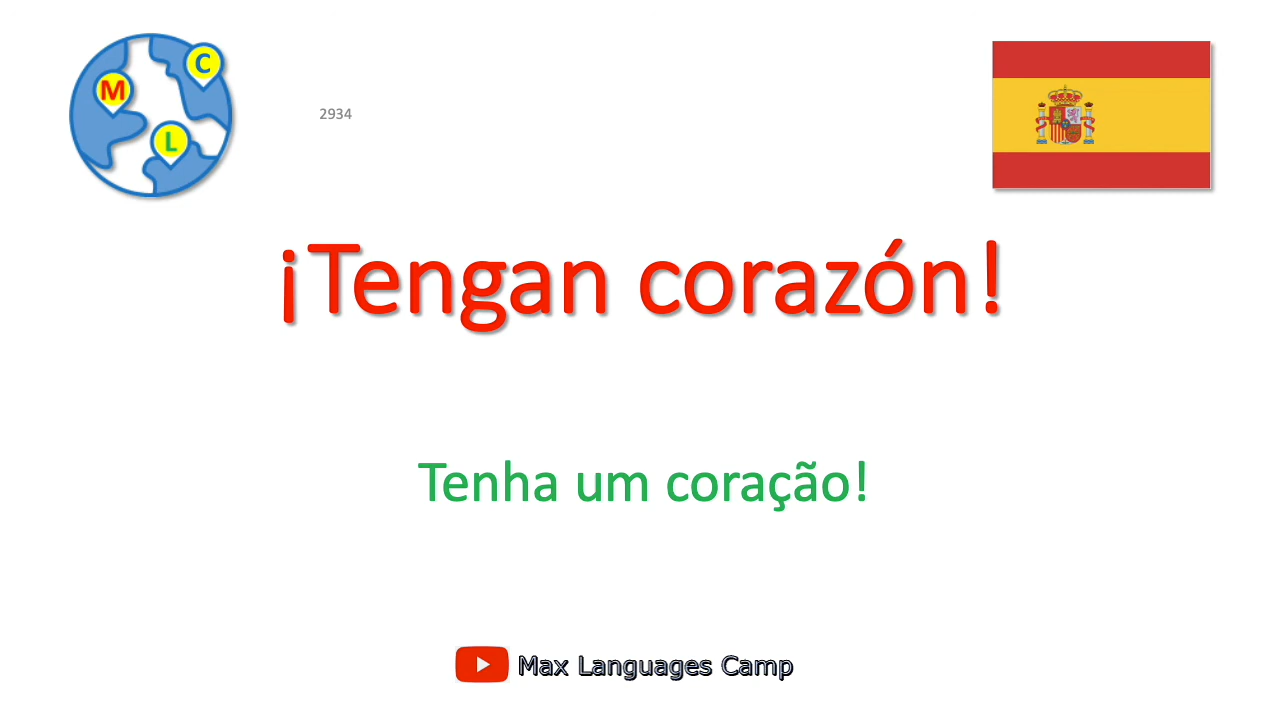 C
M
L
2934
¡Tengan corazón!
Tenha um coração!
Max Languages Camp